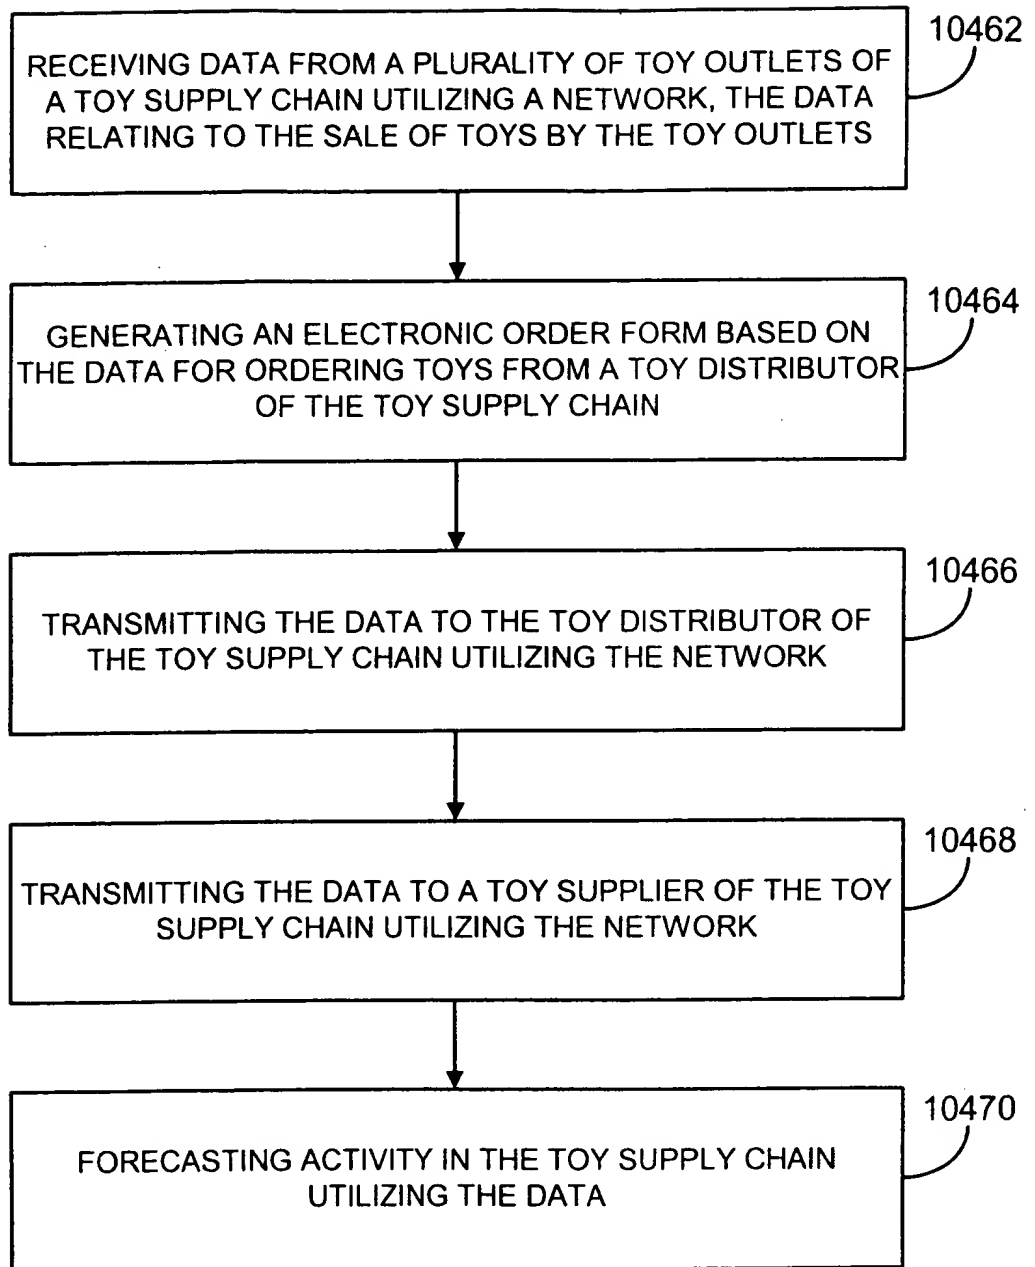 10462
RECEIVING DATA FROM A PLURALITY OF TOY OUTLETS OF
A TOY SUPPLY CHAIN UTILIZING A NETWORK, THE DATA
RELATING TO THE SALE OF TOYS BY THE TOY OUTLETS
10464
GENERATING AN ELECTRONIC ORDER FORM BASED ON
THE DATA FOR ORDERING TOYS FROM A TOY DISTRIBUTOR
OF THE TOY SUPPLY CHAIN
10466
TRANSMITTING THE DATA TO THE TOY DISTRIBUTOR OF
THE TOY SUPPLY CHAIN UTILIZING THE NETWORK
10468
TRANSMITTING THE DATA TO A TOY SUPPLIER OF THE TOY
SUPPLY CHAIN UTILIZING THE NETWORK
10470
FORECASTING ACTIVITY IN THE TOY SUPPLY CHAIN
UTILIZING THE DATA